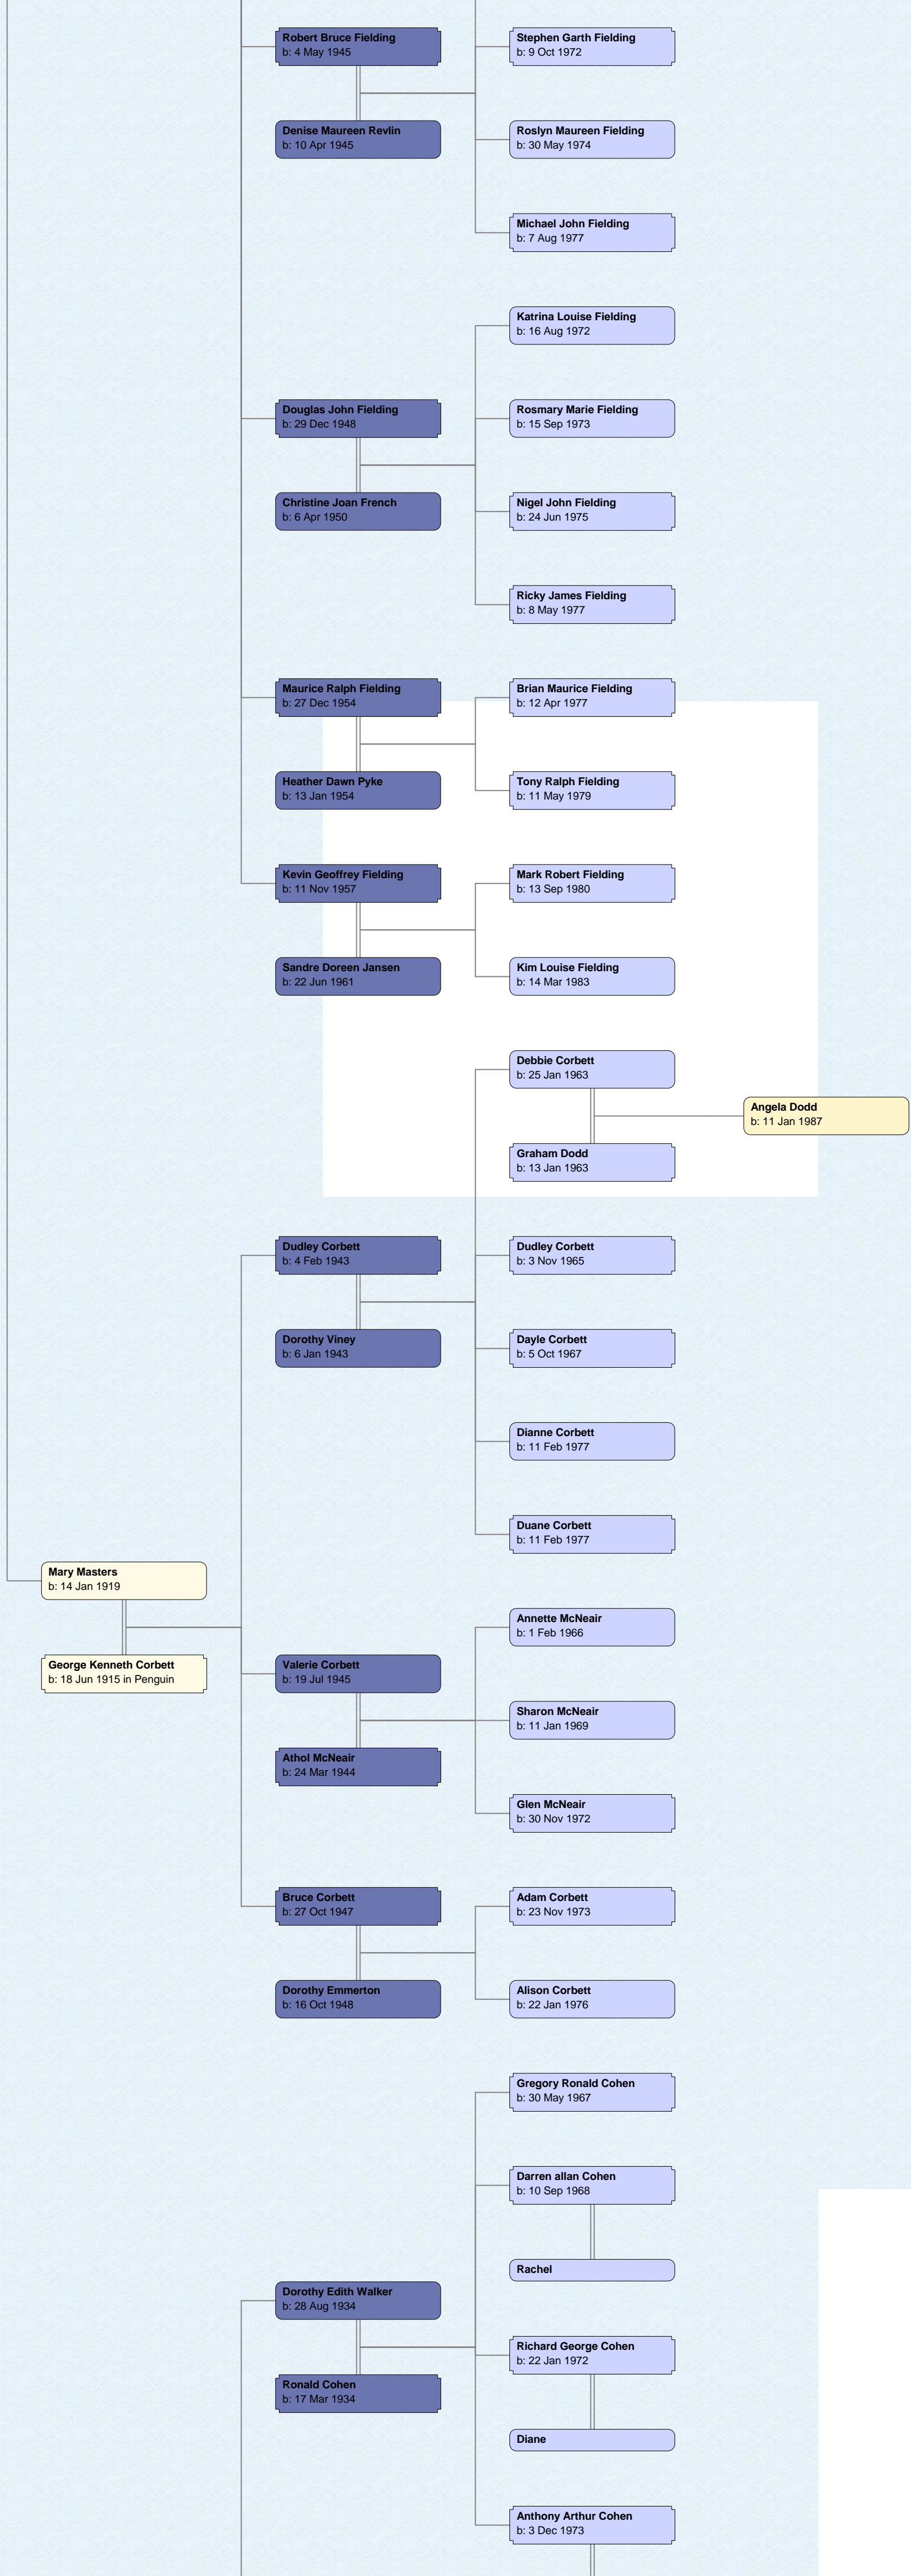 Robert Bruce Fielding
b: 4 May 1945
Stephen Garth Fielding
b: 9 Oct 1972
Denise Maureen Revlin
b: 10 Apr 1945
Roslyn Maureen Fielding
b: 30 May 1974
Michael John Fielding
b: 7 Aug 1977
Katrina Louise Fielding
b: 16 Aug 1972
Douglas John Fielding
b: 29 Dec 1948
Rosmary Marie Fielding
b: 15 Sep 1973
Christine Joan French
b: 6 Apr 1950
Nigel John Fielding
b: 24 Jun 1975
Ricky James Fielding
b: 8 May 1977
Maurice Ralph Fielding
b: 27 Dec 1954
Brian Maurice Fielding
b: 12 Apr 1977
Heather Dawn Pyke
b: 13 Jan 1954
Tony Ralph Fielding
b: 11 May 1979
Kevin Geoffrey Fielding
b: 11 Nov 1957
Mark Robert Fielding
b: 13 Sep 1980
Sandre Doreen Jansen
b: 22 Jun 1961
Kim Louise Fielding
b: 14 Mar 1983
Debbie Corbett
b: 25 Jan 1963
Angela Dodd
b: 11 Jan 1987
Graham Dodd
b: 13 Jan 1963
Dudley Corbett
b: 4 Feb 1943
Dudley Corbett
b: 3 Nov 1965
Dorothy Viney
b: 6 Jan 1943
Dayle Corbett
b: 5 Oct 1967
Dianne Corbett
b: 11 Feb 1977
Duane Corbett
b: 11 Feb 1977
Mary Masters
b: 14 Jan 1919
Annette McNeair
b: 1 Feb 1966
George Kenneth Corbett
b: 18 Jun 1915 in Penguin
Valerie Corbett
b: 19 Jul 1945
Sharon McNeair
b: 11 Jan 1969
Athol McNeair
b: 24 Mar 1944
Glen McNeair
b: 30 Nov 1972
Bruce Corbett
b: 27 Oct 1947
Adam Corbett
b: 23 Nov 1973
Dorothy Emmerton
b: 16 Oct 1948
Alison Corbett
b: 22 Jan 1976
Gregory Ronald Cohen
b: 30 May 1967
Darren allan Cohen
b: 10 Sep 1968
Rachel
Dorothy Edith Walker
b: 28 Aug 1934
Richard George Cohen
b: 22 Jan 1972
Ronald Cohen
b: 17 Mar 1934
Diane
Anthony Arthur Cohen
b: 3 Dec 1973